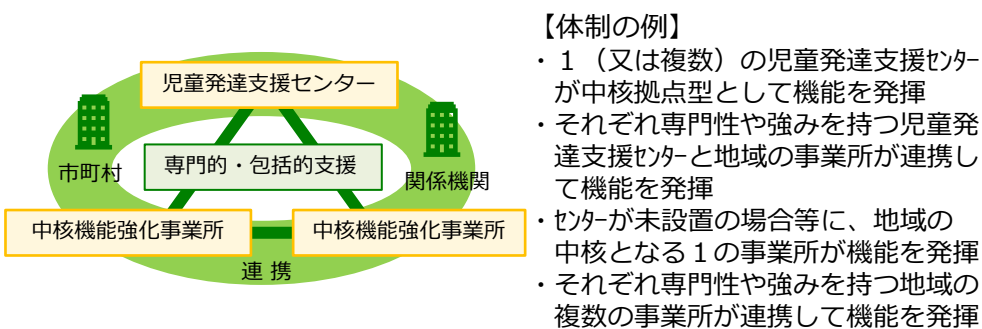 児童発達支援センター
市町村
専門的・包括的支援
関係機関
中核機能強化事業所
中核機能強化事業所
連 携
【体制の例】
・１（又は複数）の児童発達支援ｾﾝﾀｰ
が中核拠点型として機能を発揮
・それぞれ専門性や強みを持つ児童発
達支援ｾﾝﾀｰと地域の事業所が連携し
て機能を発揮
・ｾﾝﾀｰが未設置の場合等に、地域の
中核となる１の事業所が機能を発揮
・それぞれ専門性や強みを持つ地域の
複数の事業所が連携して機能を発揮